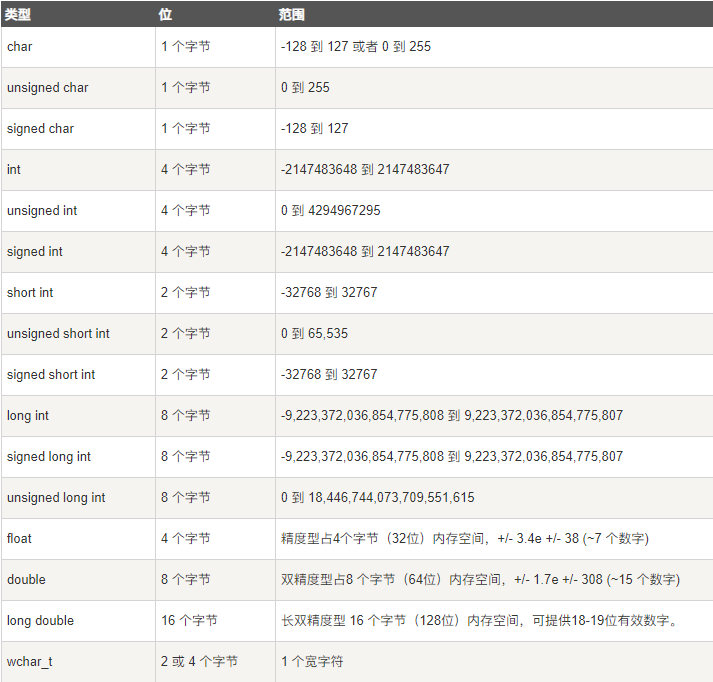 类型 位 范围
char 1 个字节 -128 到 127 或者 0 到 255
unsigned char 1 个字节 0 到 255
signed char 1 个字节 -128 到 127
int 4 个字节 -2147483648 到 2147483647
unsigned int 4 个字节 0 到 4294967295
signed int 4 个字节 -2147483648 到 2147483647
short int 2 个字节 -32768 到 32767
unsigned short int 2 个字节 0 到 65,535
signed short int 2 个字节 -32768 到 32767
long int 8 个字节 -9,223,372,036,854,775,808 到 9,223,372,036,854,775,807
signed long int 8 个字节 -9,223,372,036,854,775,808 到 9,223,372,036,854,775,807
unsigned long int 8 个字节 0 到 18,446,744,073,709,551,615
float 4 个字节 精度型占4个字节（32位）内存空间，+/- 3.4e +/- 38 (~7 个数字)
double 8 个字节 双精度型占8 个字节（64位）内存空间，+/- 1.7e +/- 308 (~15 个数字)
long double 16 个字节 长双精度型 16 个字节（128位）内存空间，可提供18-19位有效数字。
wchar_t 2 或 4 个字节 1 个宽字符